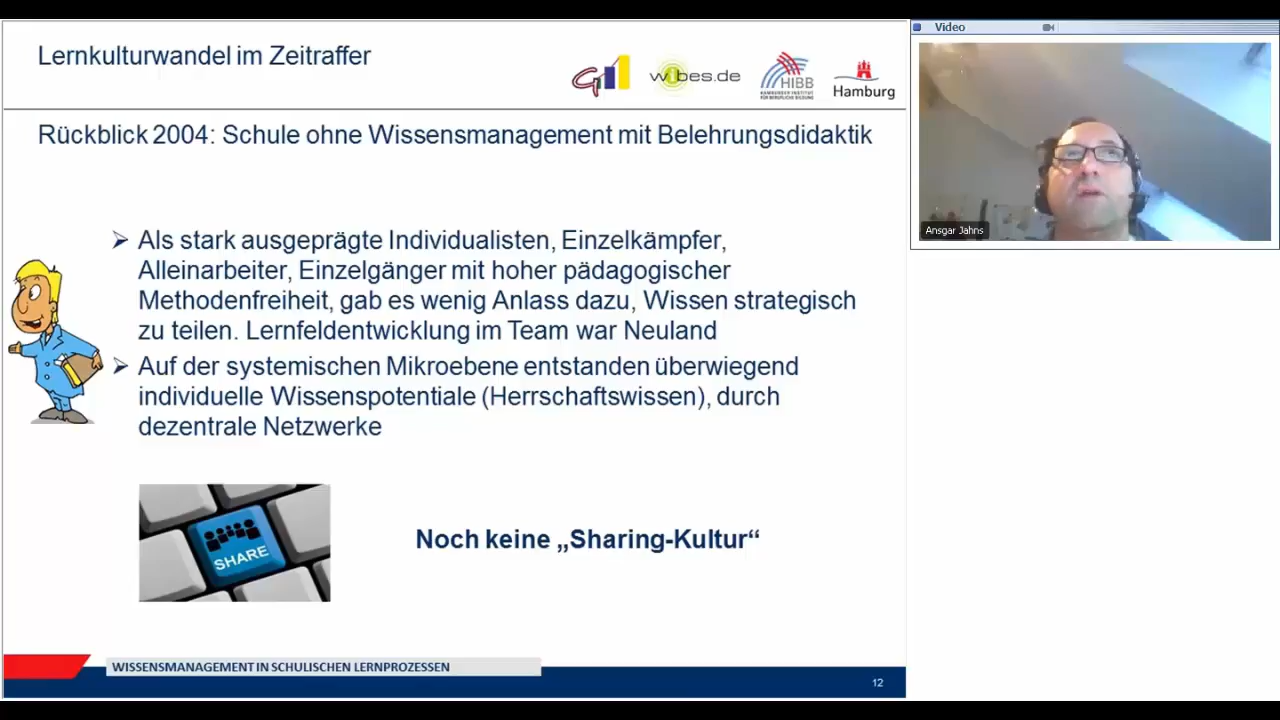 Lernkulturwandel im Zeitraffer
wibes.de
HIBB
HAMBURGER INSTITUT
FÜR BERUFLICHE BILDUNG
Hamburg
Rückblick 2004: Schule ohne Wissensmanagement mit Belehrungsdidaktik
Als stark ausgeprägte Individualisten, Einzelkämpfer,
Alleinarbeiter, Einzelgänger mit hoher pädagogischer
Methodenfreiheit, gab es wenig Anlass dazu, Wissen strategisch
zu teilen. Lernfeldentwicklung im Team war Neuland
Auf der systemischen Mikroebene entstanden überwiegend
individuelle Wissenspotentiale (Herrschaftswissen), durch
dezentrale Netzwerke
SHARE
Noch keine „Sharing-Kultur“
WISSENSMANAGEMENT IN SCHULISCHEN LERNPROZESSEN
12
Video
Ansgar Jahns